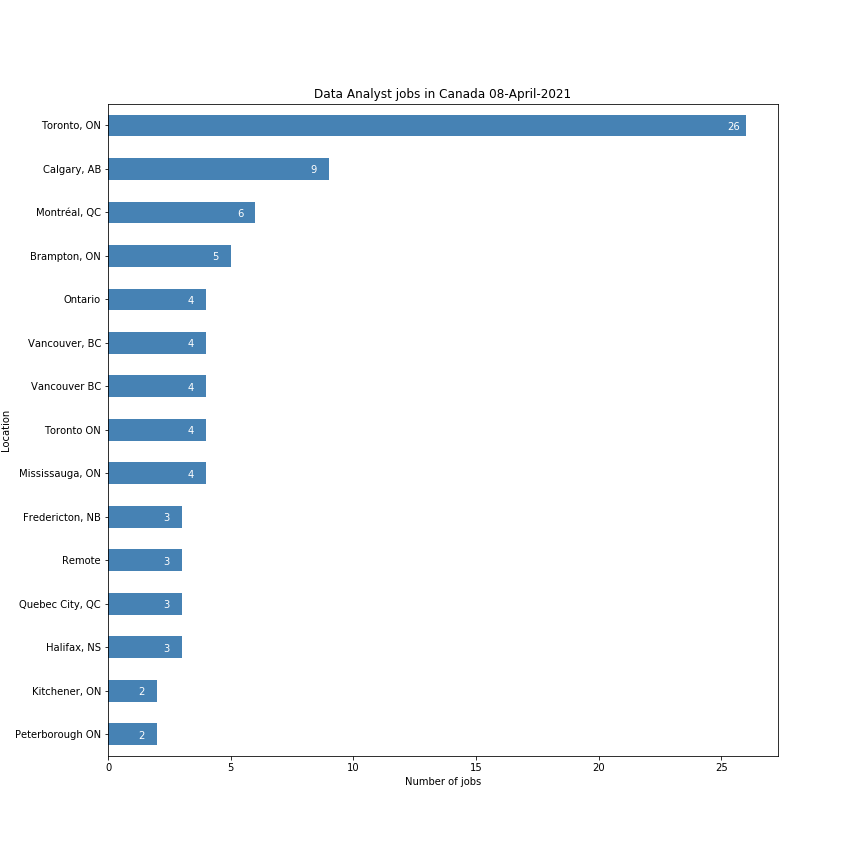 Data Analyst jobs in Canada 08-April-2021
Toronto, ON 26
Calgary, AB 9
Montréal, QC 6
Brampton, ON 5
Ontario 4
Vancouver, BC 4
Vancouver BC 4
Toronto ON 4
Mississauga, ON 4
Fredericton, NB 3
Remote 3
Quebec City, QC 3
Halifax, NS 3
Kitchener, ON 2
Peterborough ON 2
Location
0 5 10 15 20 25
Number of jobs